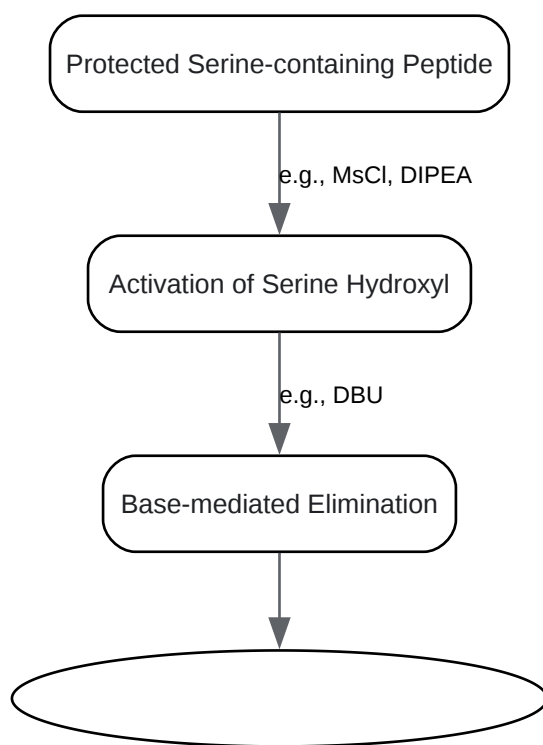 Protected Serine-containing Peptide
e.g., MsCl, DIPEA
Activation of Serine Hydroxyl
e.g., DBU
Base-mediated Elimination